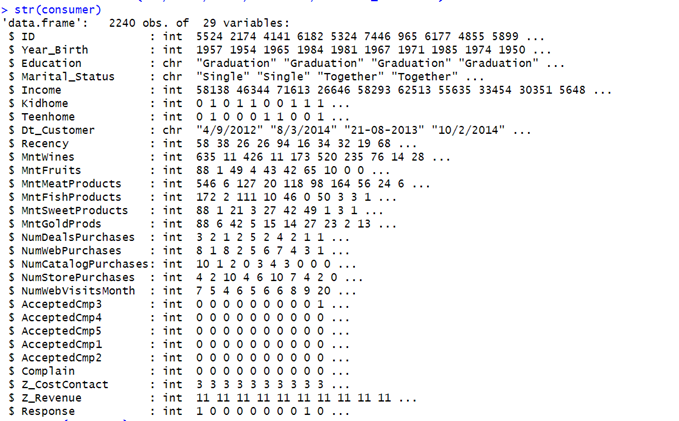 > str(consumer)
'data.frame':   2240 obs. of  29 variables:
 $ ID                 : int  5524 2174 4141 6182 5324 7446 965 6177 4855 5899 ...
 $ Year_Birth         : int  1957 1954 1965 1984 1981 1967 1971 1985 1974 1950 ...
 $ Education          : chr  "Graduation" "Graduation" "Graduation" "Graduation" ...
 $ Marital_Status     : chr  "Single" "Single" "Together" "Together" ...
 $ Income             : int  58138 46344 71613 26646 58293 62513 55635 33454 30351 5648 ...
 $ Kidhome            : int  0 1 0 1 1 0 0 1 1 1 ...
 $ Teenhome           : int  0 1 0 0 0 1 1 0 0 1 ...
 $ Dt_Customer        : chr  "4/9/2012" "8/3/2014" "21-08-2013" "10/2/2014" ...
 $ Recency            : int  58 38 26 26 94 16 34 32 19 68 ...
 $ MntWines           : int  635 11 426 11 173 520 235 76 14 28 ...
 $ MntFruits          : int  88 1 49 4 43 42 65 10 0 0 ...
 $ MntMeatProducts    : int  546 6 127 20 118 98 164 56 24 6 ...
 $ MntFishProducts    : int  172 2 111 10 46 0 50 3 3 1 ...
 $ MntSweetProducts   : int  88 1 21 3 27 42 49 1 3 1 ...
 $ MntGoldProds       : int  88 6 42 5 15 14 27 23 2 13 ...
 $ NumDealsPurchases  : int  3 2 1 2 5 2 4 2 1 1 ...
 $ NumWebPurchases    : int  8 1 8 2 5 6 7 4 3 1 ...
 $ NumCatalogPurchases: int  10 1 2 0 3 4 3 0 0 0 ...
 $ NumStorePurchases  : int  4 2 10 4 6 10 7 4 2 0 ...
 $ NumWebVisitsMonth  : int  7 5 4 6 5 6 6 8 9 20 ...
 $ AcceptedCmp3       : int  0 0 0 0 0 0 0 0 0 1 ...
 $ AcceptedCmp4       : int  0 0 0 0 0 0 0 0 0 0 ...
 $ AcceptedCmp5       : int  0 0 0 0 0 0 0 0 0 0 ...
 $ AcceptedCmp1       : int  0 0 0 0 0 0 0 0 0 0 ...
 $ AcceptedCmp2       : int  0 0 0 0 0 0 0 0 0 0 ...
 $ Complain           : int  0 0 0 0 0 0 0 0 0 0 ...
 $ Z_CostContact      : int  3 3 3 3 3 3 3 3 3 3 ...
 $ Z_Revenue          : int  11 11 11 11 11 11 11 11 11 11 ...
 $ Response           : int  1 0 0 0 0 0 0 0 1 0 ...